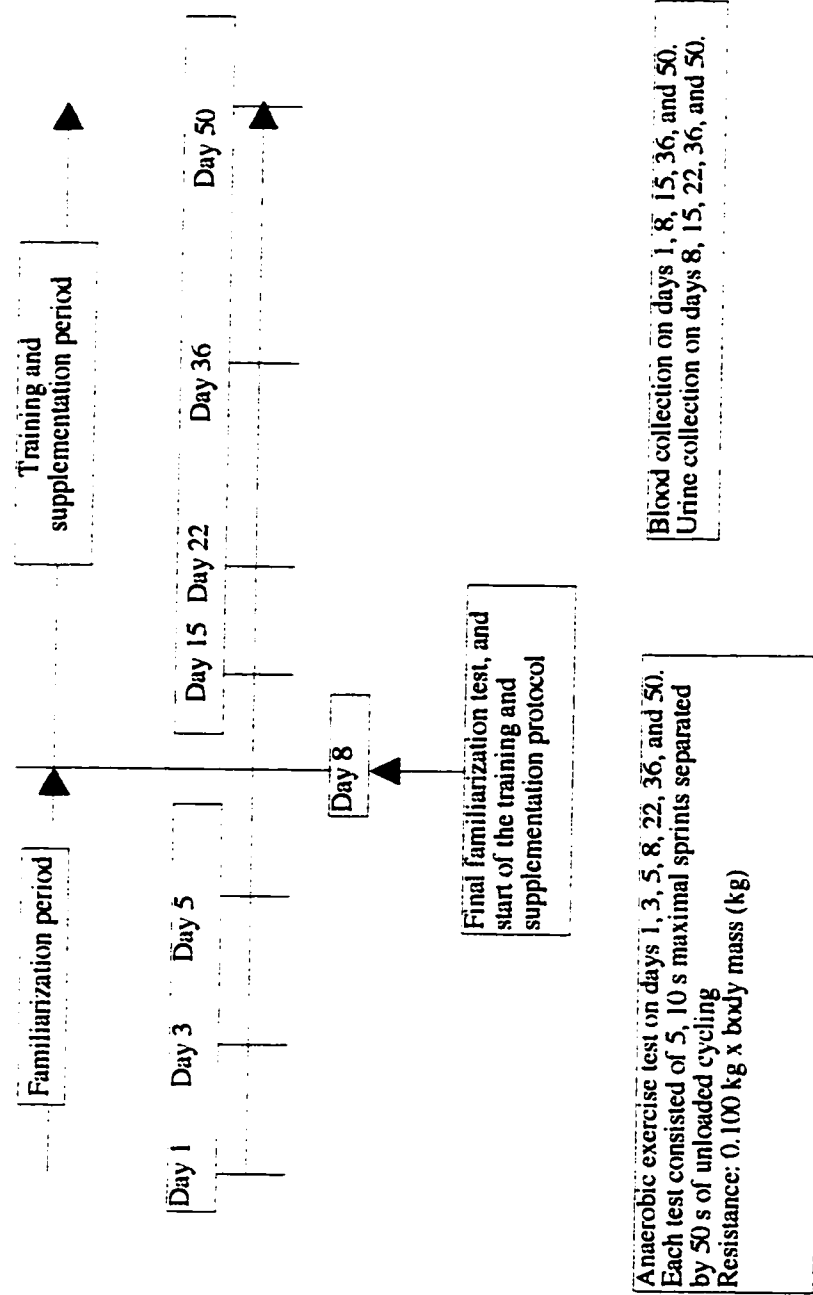 Familiarization period
Training and
supplementation period
Day 1
Day 3
Day 5
Day 15
Day 22
Day 36
Day 50
Day 8
Final familiarization test, and
start of the training and
supplementation protocol
Anaerobic exercise test on days 1, 3, 5, 8, 22, 36, and 50.
Each test consisted of 5, 10 s maximal sprints separated
by 50 s of unloaded cycling
Resistance: 0.100 kg x body mass (kg)
Blood collection on days 1, 8, 15, 36, and 50.
Urine collection on days 8, 15, 22, 36, and 50.